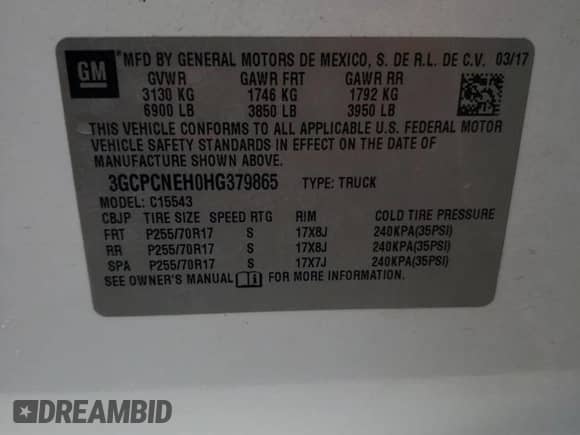 GM *MFD BY GENERAL MOTORS DE MEXICO, S. DE R.L. DE C.V. 03/17
GVWR GAWR FRT GAWR RR
3130 KG 1746 KG 1792 KG
6900 LB 3850 LB 3950 LB
THIS VEHICLE CONFORMS TO ALL APPLICABLE U.S. FEDERAL MOTOR
VEHICLE SAFETY STANDARDS IN EFFECT ON THE DATE OF
MANUFACTURE SHOWN ABOVE.
3GCPCNEH0HG379865 TYPE: TRUCK
MODEL: C15543
CBJP TIRE SIZE SPEED RTG RIM COLD TIRE PRESSURE
FRT P255/70R17 S 17X8J 240KPA(35PSI)
RR P255/70R17 S 17X8J 240KPA(35PSI)
SPA P255/70R17 S 17X7J 240KPA(35PSI)
SEE OWNER'S MANUAL FOR MORE INFORMATION.
DREAMBID